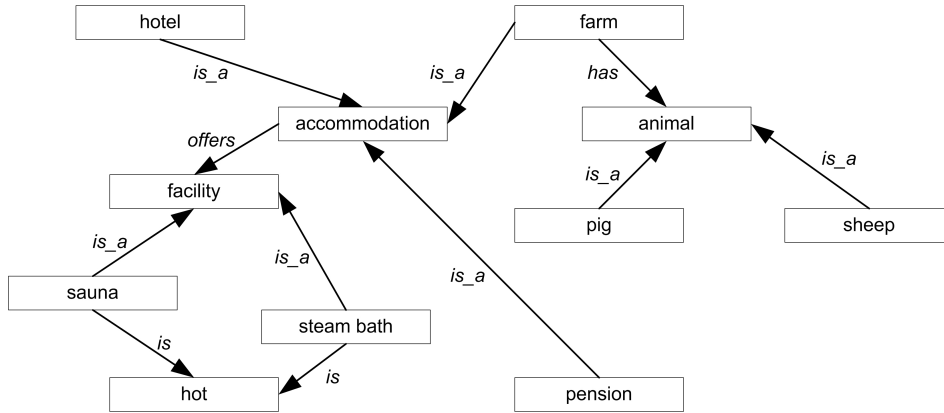 hotel
farm
is_a
is_a
has
accommodation
animal
offers
is_a
is_a
facility
pig
sheep
is_a
is_a
is_a
sauna
steam bath
is
is
hot
pension